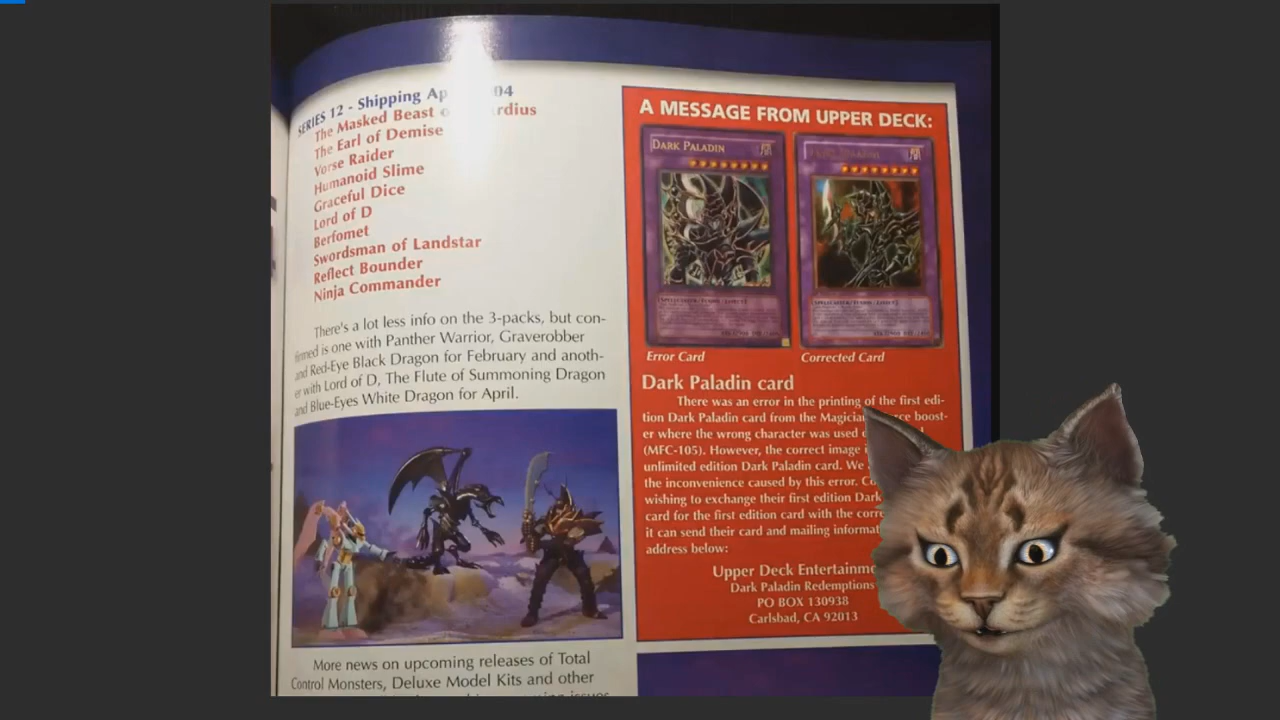 SERIES 12 - Shipping Ap 04
The Masked Beast
The Earl of Demise
Vorse Raider
Humanoid Slime
Graceful Dice
Lord of D
Berfomet
Swordsman of Landstar
Reflect Bounder
Ninja Commander
There's a lot less info on the 3-packs, but con-
firmed is one with Panther Warrior, Graverobber
and Red-Eye Black Dragon for February and anoth-
er with Lord of D, The Flute of Summoning Dragon
and Blue-Eyes White Dragon for April.
More news on upcoming releases of Total
Control Monsters, Deluxe Model Kits and other
A MESSAGE FROM UPPER DECK:
DARK PALADIN
[SPELLCASTER/FUSION/EFFECT]
[SPELLCASTER/FUSION/EFFECT]
Error Card
Corrected Card
Dark Paladin card
There was an error in the printing of the first edi-
tion Dark Paladin card from the Magician boost-
er where the wrong character was used
(MFC-105). However, the correct image
unlimited edition Dark Paladin card. We
the inconvenience caused by this error.
wishing to exchange their first edition Dark
card for the first edition card with the
it can send their card and mailing
address below:
Upper Deck
Dark Paladin Redemptions
PO BOX 130938
Carlsbad, CA 92013